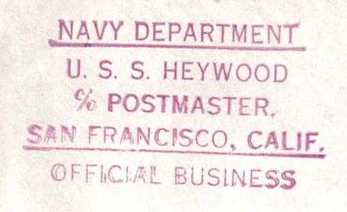 NAVY DEPARTMENT
U. S. S. HEYWOOD
℅ POSTMASTER.
SAN FRANCISCO, CALIF.
OFFICIAL BUSINESS